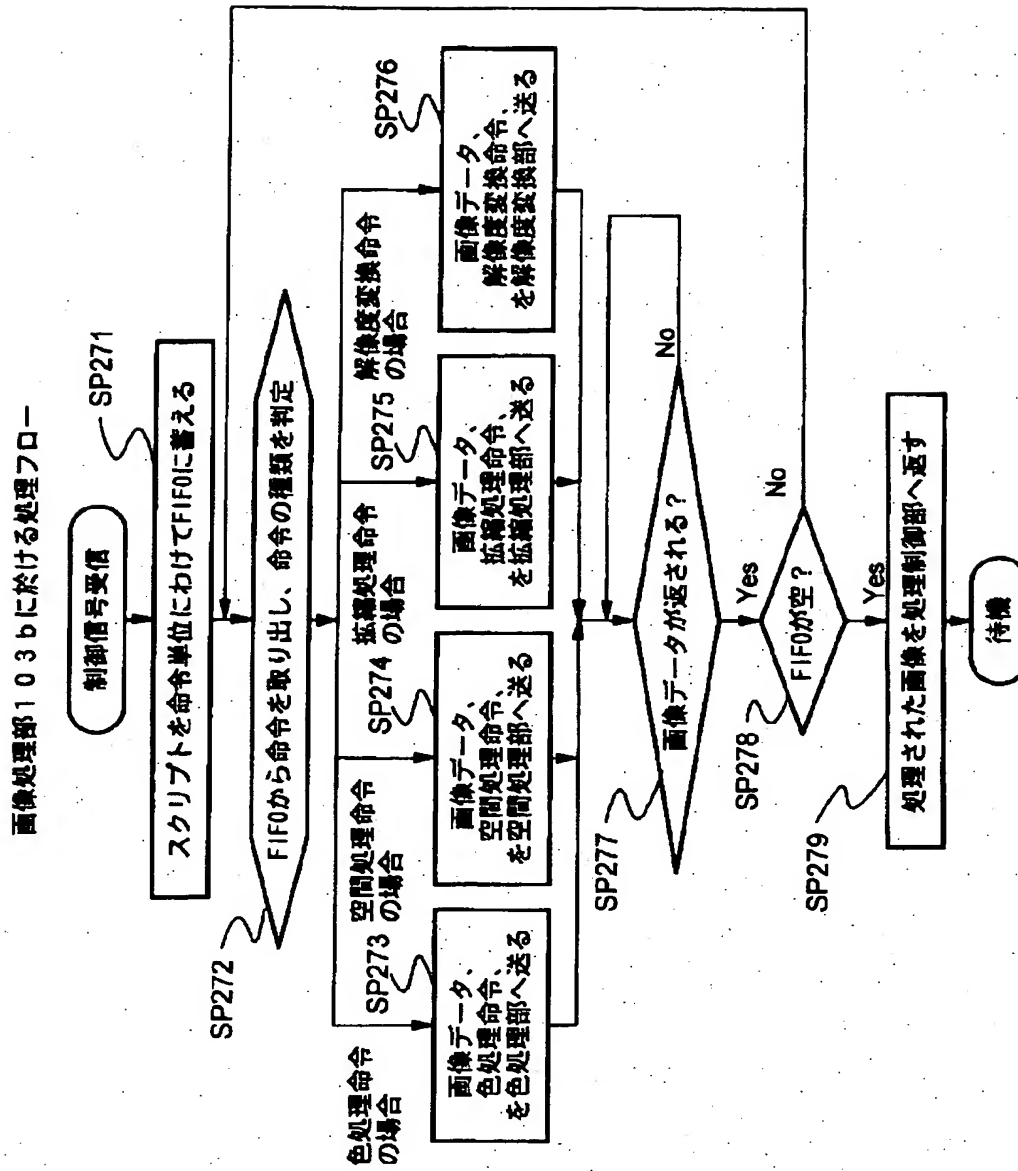 画像処理部１０３ｂに於ける処理フロー
制御信号受信
SP271
スクリプトを命令単位にわけてFIFOに蓄える
SP272
FIFOから命令を取り出し、命令の種類を判定
色処理命令
の場合
空間処理命令
の場合
拡縮処理命令
の場合
解像度変換命令
の場合
SP273
画像データ、
色処理命令、
を色処理部へ送る
SP274
画像データ、
空間処理命令、
を空間処理部へ送る
SP275
画像データ、
拡縮処理命令、
を拡縮処理部へ送る
SP276
画像データ、
解像度変換命令、
を解像度変換部へ送る
SP277
画像データが返される？
No
Yes
SP278
FIFOが空？
No
Yes
SP279
処理された画像を処理制御部へ返す
待機